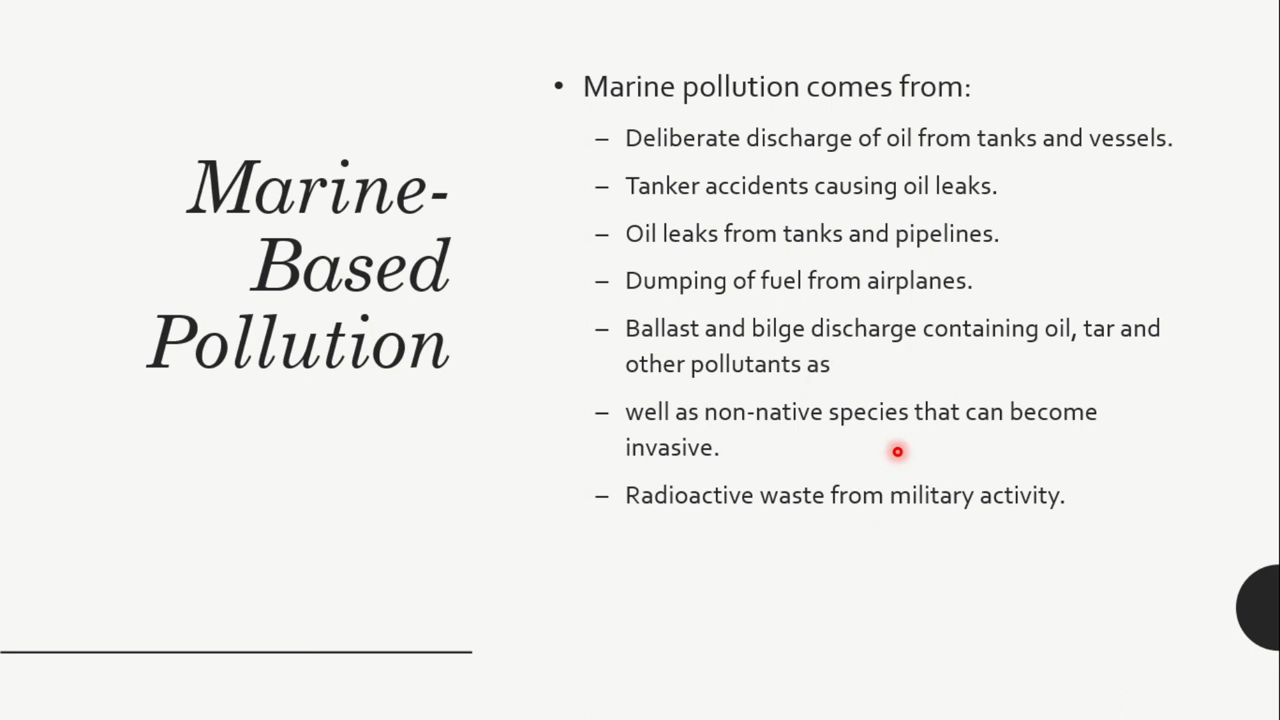 Marine-
Based
Pollution
• Marine pollution comes from:
– Deliberate discharge of oil from tanks and vessels.
– Tanker accidents causing oil leaks.
– Oil leaks from tanks and pipelines.
– Dumping of fuel from airplanes.
– Ballast and bilge discharge containing oil, tar and
other pollutants as
– well as non-native species that can become
invasive.
– Radioactive waste from military activity.